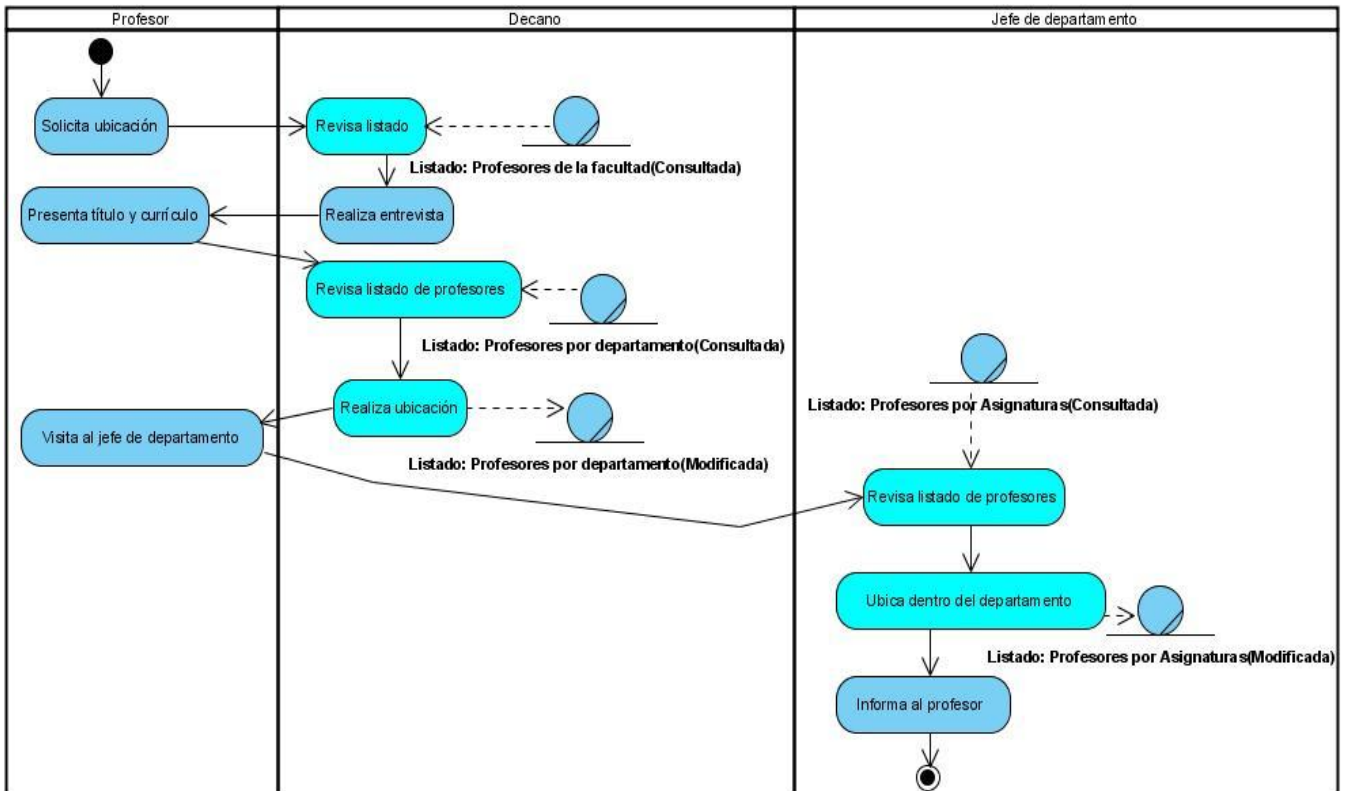 Profesor
Decano
Jefe de departamento
Solicita ubicación
Revisa listado
Listado: Profesores de la facultad(Consultada)
Presenta título y currículo
Realiza entrevista
Revisa listado de profesores
Listado: Profesores por departamento(Consultada)
Realiza ubicación
Listado: Profesores por Asignaturas(Consultada)
Visita al jefe de departamento
Listado: Profesores por departamento(Modificada)
Revisa listado de profesores
Ubica dentro del departamento
Listado: Profesores por Asignaturas(Modificada)
Informa al profesor